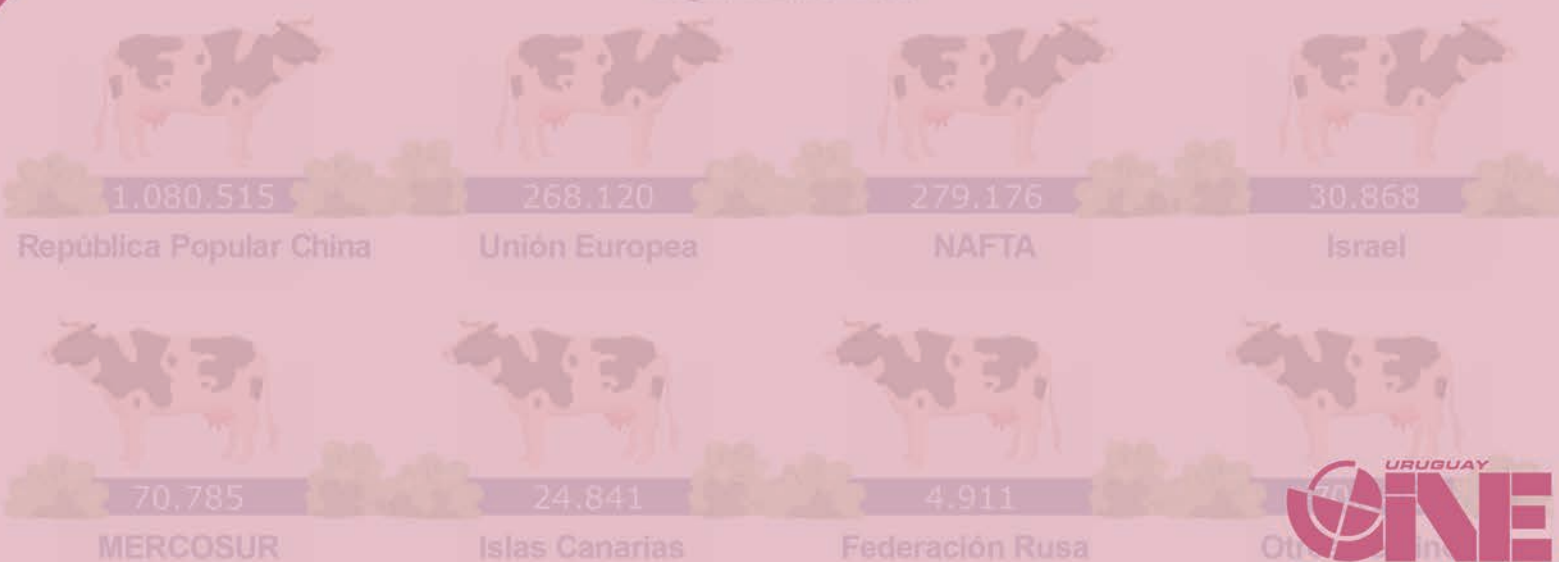 1.080.515 268.120 279.176 30.868
República Popular China Unión Europea NAFTA Israel
URUGUAY
INE
70.785 24.841 4.911
MERCOSUR Islas Canarias Federación Rusa